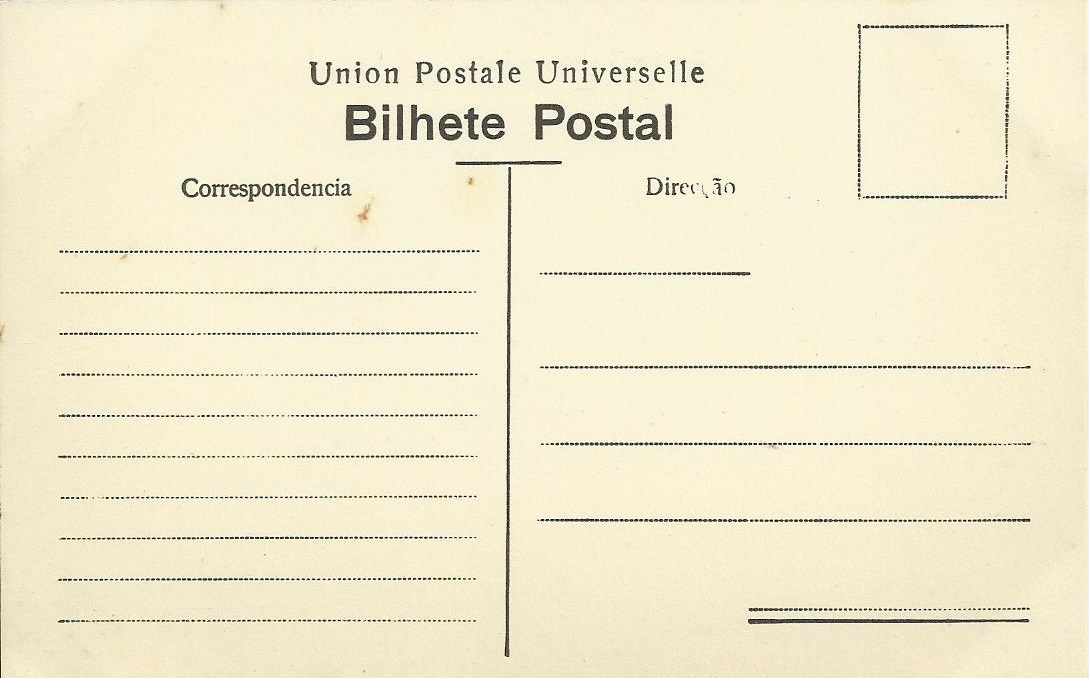 Union Postale Universelle
Bilhete Postal
Correspondencia
Direcção